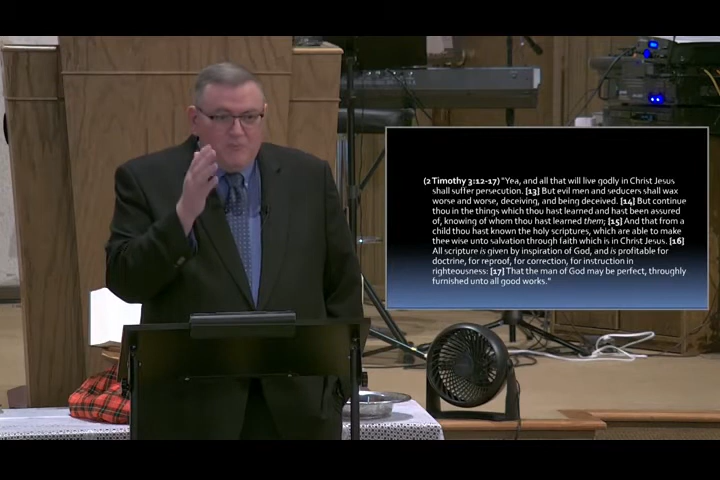 (2 Timothy 3:12-17) "Yea, and all that will live godly in Christ Jesus
shall suffer persecution. [13] But evil men and seducers shall wax
worse and worse, deceiving, and being deceived. [14] But continue
thou in the things which thou hast learned and hast been assured
of, knowing of whom thou hast learned them; [15] And that from a
child thou hast known the holy scriptures, which are able to make
thee wise unto salvation through faith which is in Christ Jesus. [16]
All scripture is given by inspiration of God, and is profitable for
doctrine, for reproof, for correction, for instruction in
righteousness: [17] That the man of God may be perfect, throughly
furnished unto all good works."